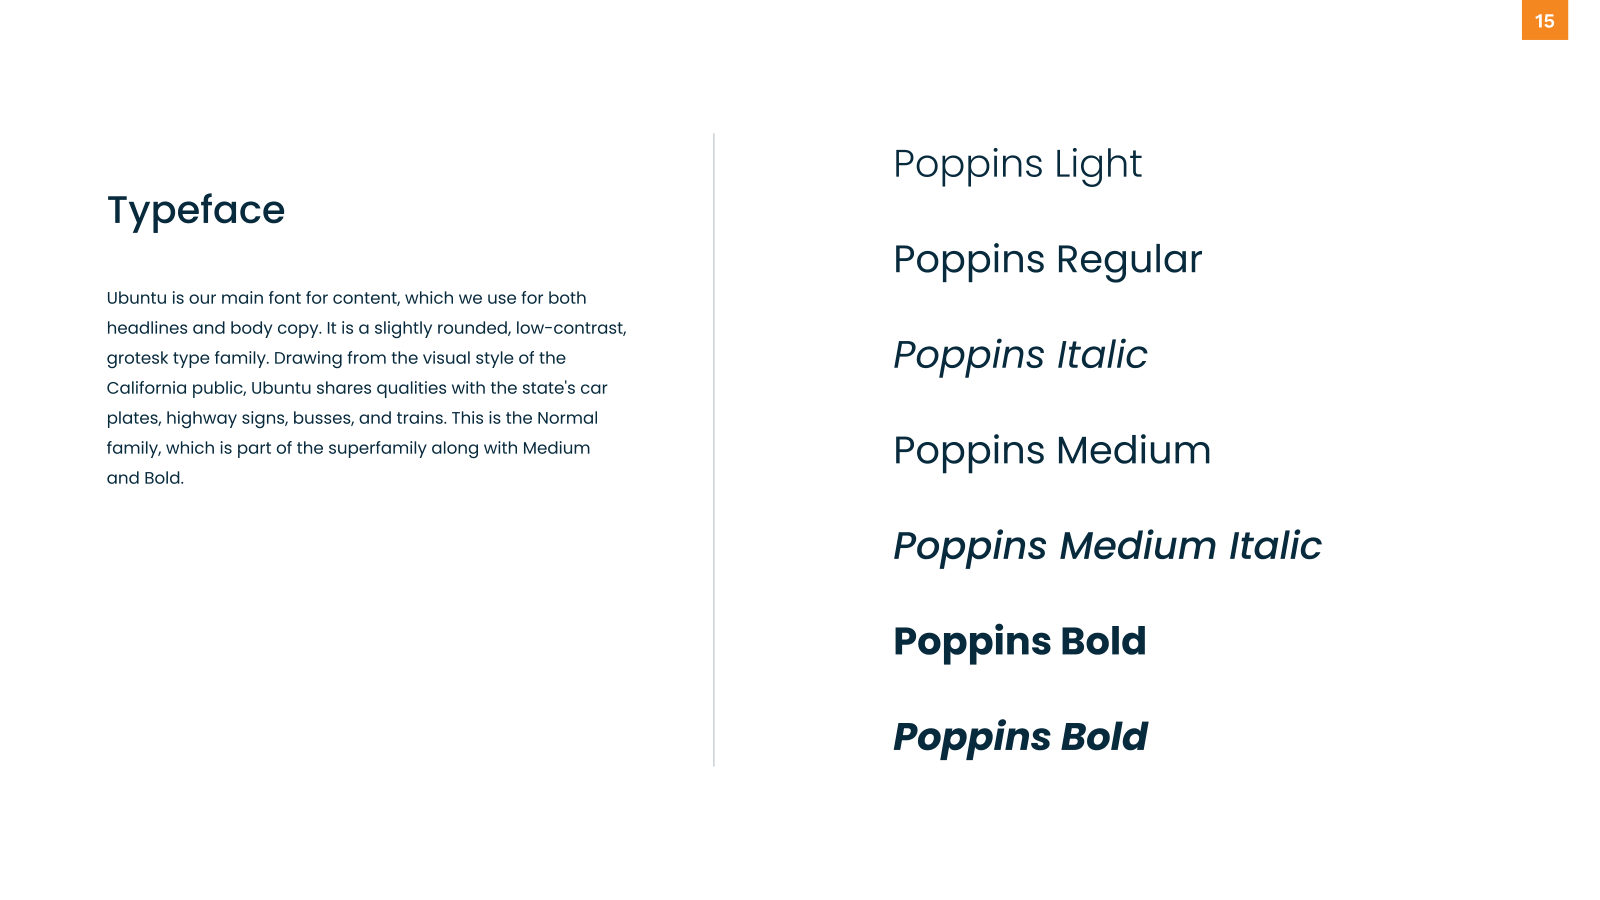 15
Typeface
Ubuntu is our main font for content, which we use for both
headlines and body copy. It is a slightly rounded, low-contrast,
grotesk type family. Drawing from the visual style of the
California public, Ubuntu shares qualities with the state's car
plates, highway signs, busses, and trains. This is the Normal
family, which is part of the superfamily along with Medium
and Bold.
Poppins Light
Poppins Regular
Poppins Italic
Poppins Medium
Poppins Medium Italic
Poppins Bold
Poppins Bold